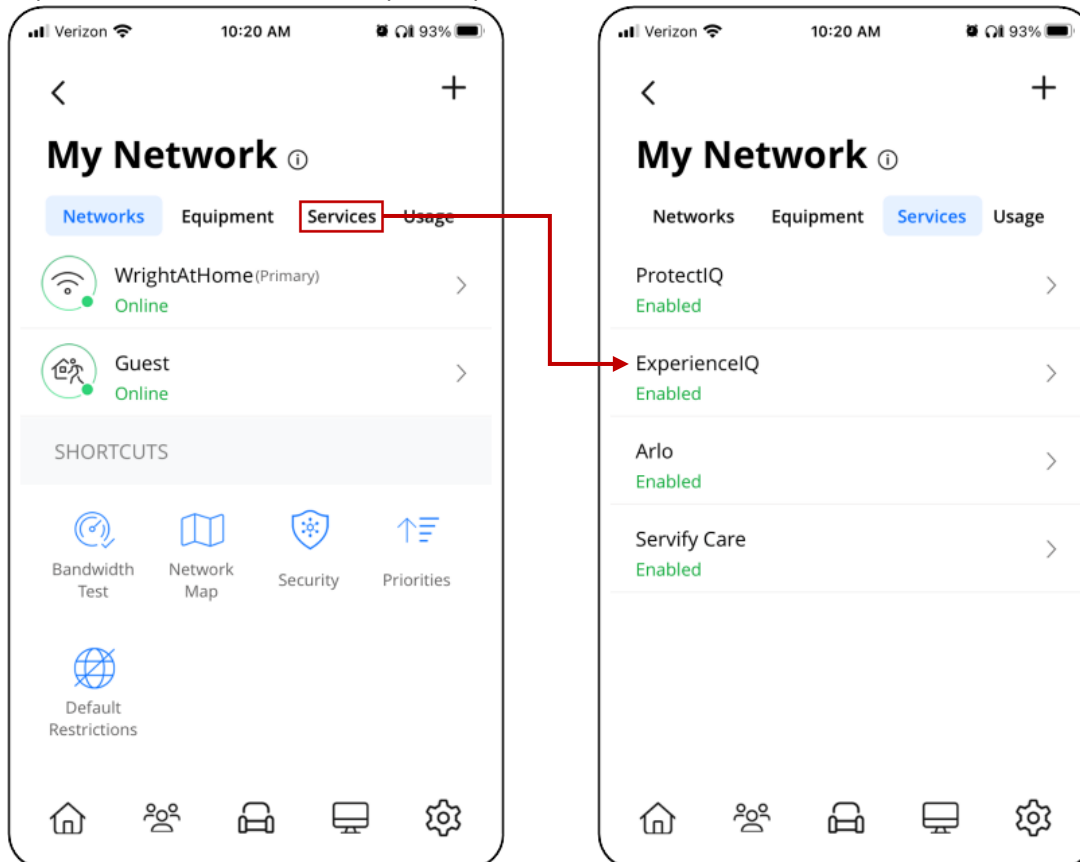 Verizon 10:20 AM 93%
My Network
Networks Equipment Services Usage
WrightAtHome (Primary)
Online
Guest
Online
SHORTCUTS
Bandwidth Test
Network Map
Security
Priorities
Default Restrictions
Verizon 10:20 AM 93%
My Network
Networks Equipment Services Usage
ProtectIQ
Enabled
ExperienceIQ
Enabled
Arlo
Enabled
Servify Care
Enabled